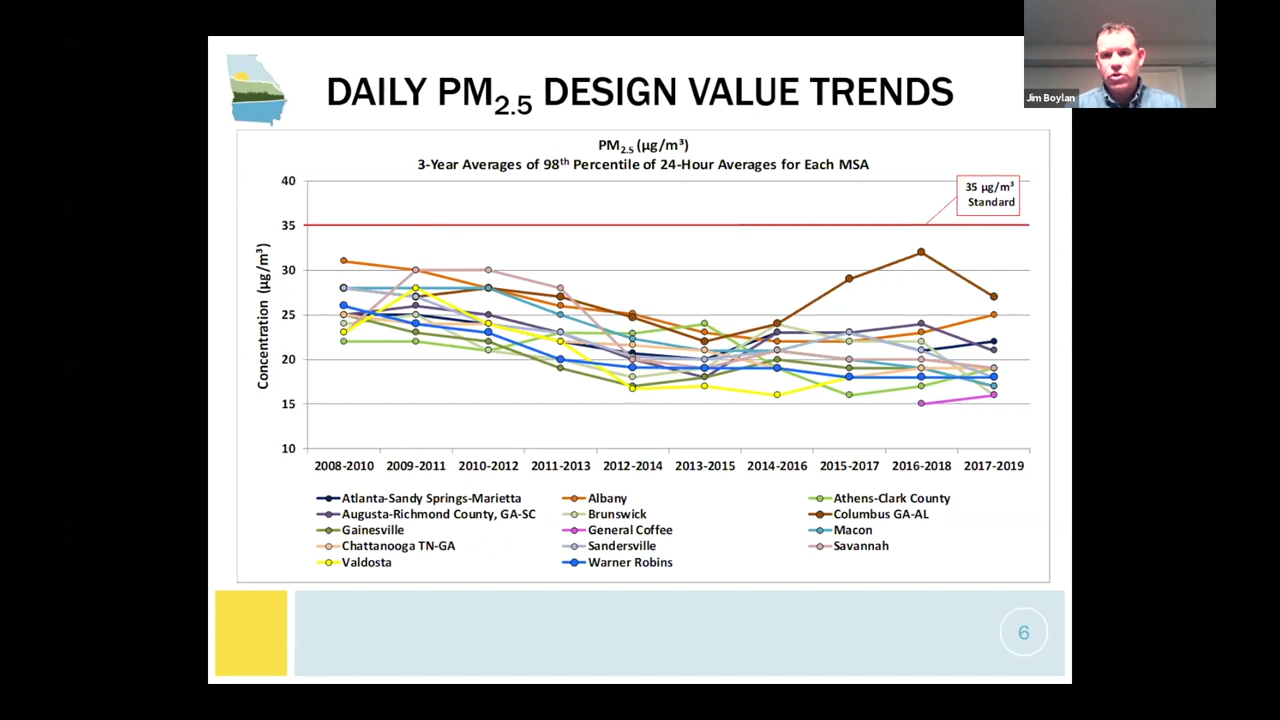 DAILY PM2.5 DESIGN VALUE TRENDS
Jim Boylan
PM2.5 (µg/m³)
3-Year Averages of 98th Percentile of 24-Hour Averages for Each MSA
35 µg/m³
Standard
Concentration (µg/m³)
40
35
30
25
20
15
10
2008-2010 2009-2011 2010-2012 2011-2013 2012-2014 2013-2015 2014-2016 2015-2017 2016-2018 2017-2019
Atlanta-Sandy Springs-Marietta Albany Athens-Clark County
Augusta-Richmond County, GA-SC Brunswick Columbus GA-AL
Gainesville General Coffee Macon
Chattanooga TN-GA Sandersville Savannah
Valdosta Warner Robins
6